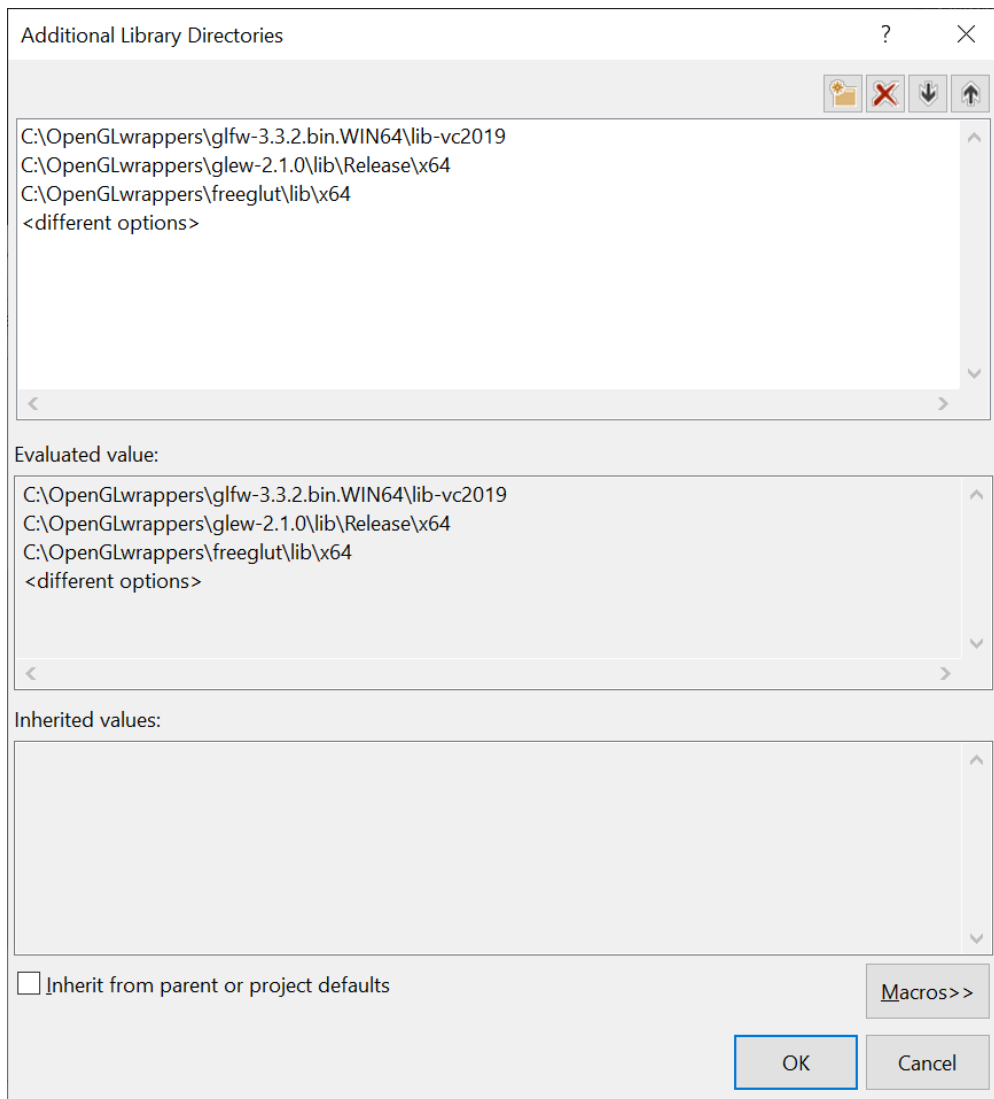 Additional Library Directories
?
C:\OpenGLwrappers\glfw-3.3.2.bin.WIN64\lib-vc2019
C:\OpenGLwrappers\glew-2.1.0\lib\Release\x64
C:\OpenGLwrappers\freeglut\lib\x64
<different options>
Evaluated value:
C:\OpenGLwrappers\glfw-3.3.2.bin.WIN64\lib-vc2019
C:\OpenGLwrappers\glew-2.1.0\lib\Release\x64
C:\OpenGLwrappers\freeglut\lib\x64
<different options>
Inherited values:
Inherit from parent or project defaults
Macros>>
OK
Cancel